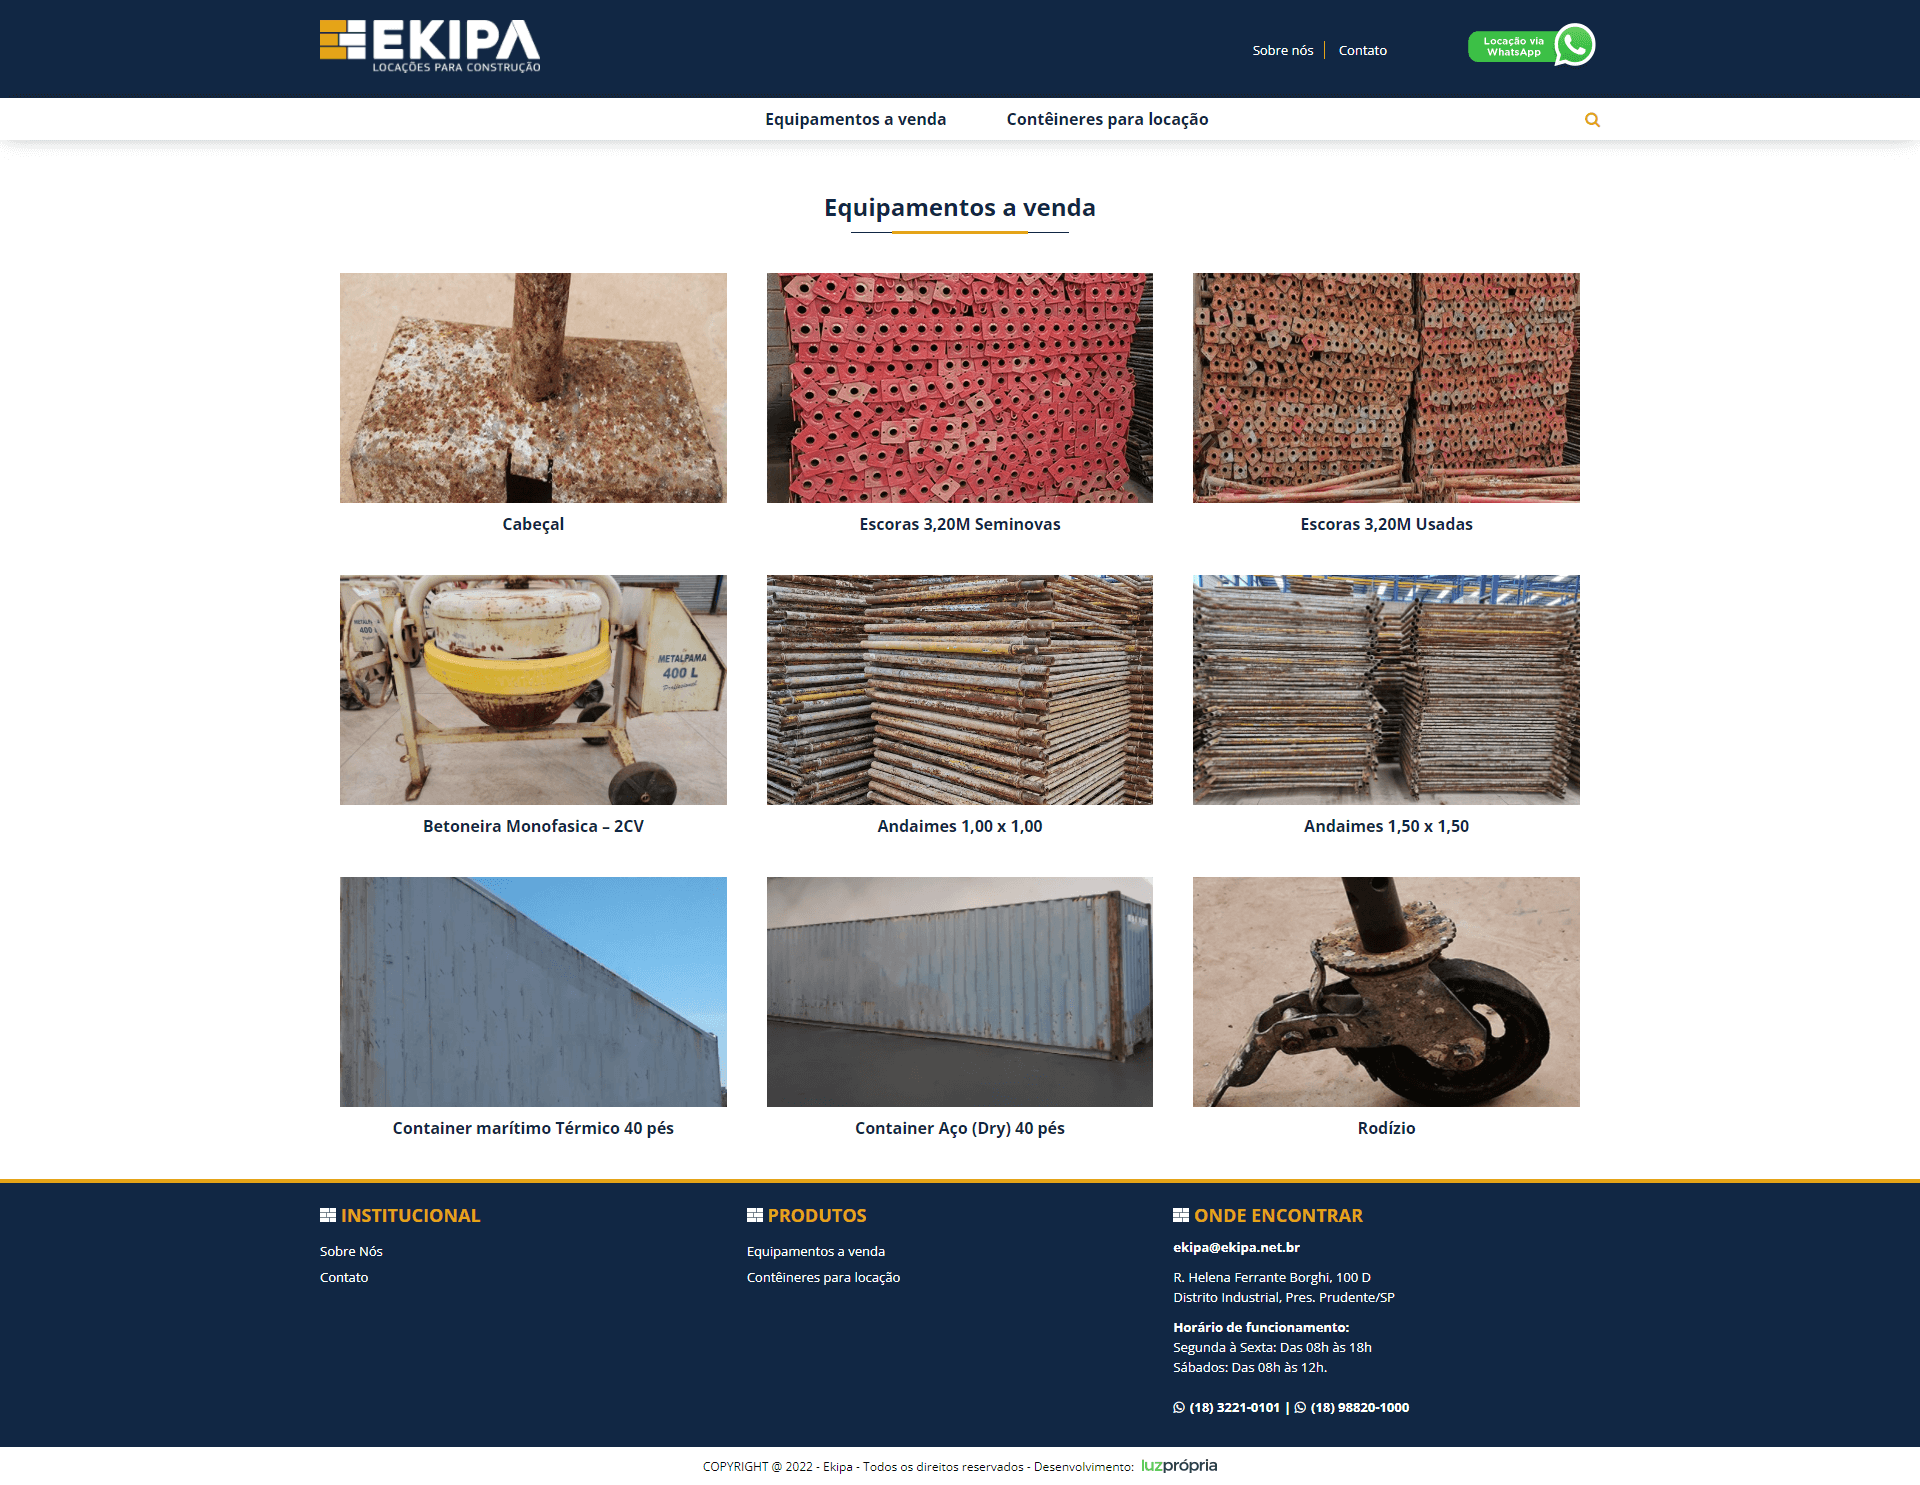 EKIPA
LOCAÇÕES PARA CONSTRUÇÃO
Sobre nós
Contato
Locação via
WhatsApp
Equipamentos a venda
Contêineres para locação
Equipamentos a venda
Cabeçal
Escoras 3,20M Seminovas
Escoras 3,20M Usadas
METALPAMA
400 L
METALPAMA
400 L
Profissional
Betoneira Monofasica – 2CV
Andaimes 1,00 x 1,00
Andaimes 1,50 x 1,50
Container marítimo Térmico 40 pés
Container Aço (Dry) 40 pés
Rodízio
INSTITUCIONAL
Sobre Nós
Contato
PRODUTOS
Equipamentos a venda
Contêineres para locação
ONDE ENCONTRAR
ekipa@ekipa.net.br
R. Helena Ferrante Borghi, 100 D
Distrito Industrial, Pres. Prudente/SP
Horário de funcionamento:
Segunda à Sexta: Das 08h às 18h
Sábados: Das 08h às 12h.
(18) 3221-0101 | (18) 98820-1000
COPYRIGHT @ 2022 - Ekipa - Todos os direitos reservados - Desenvolvimento: luzprópria